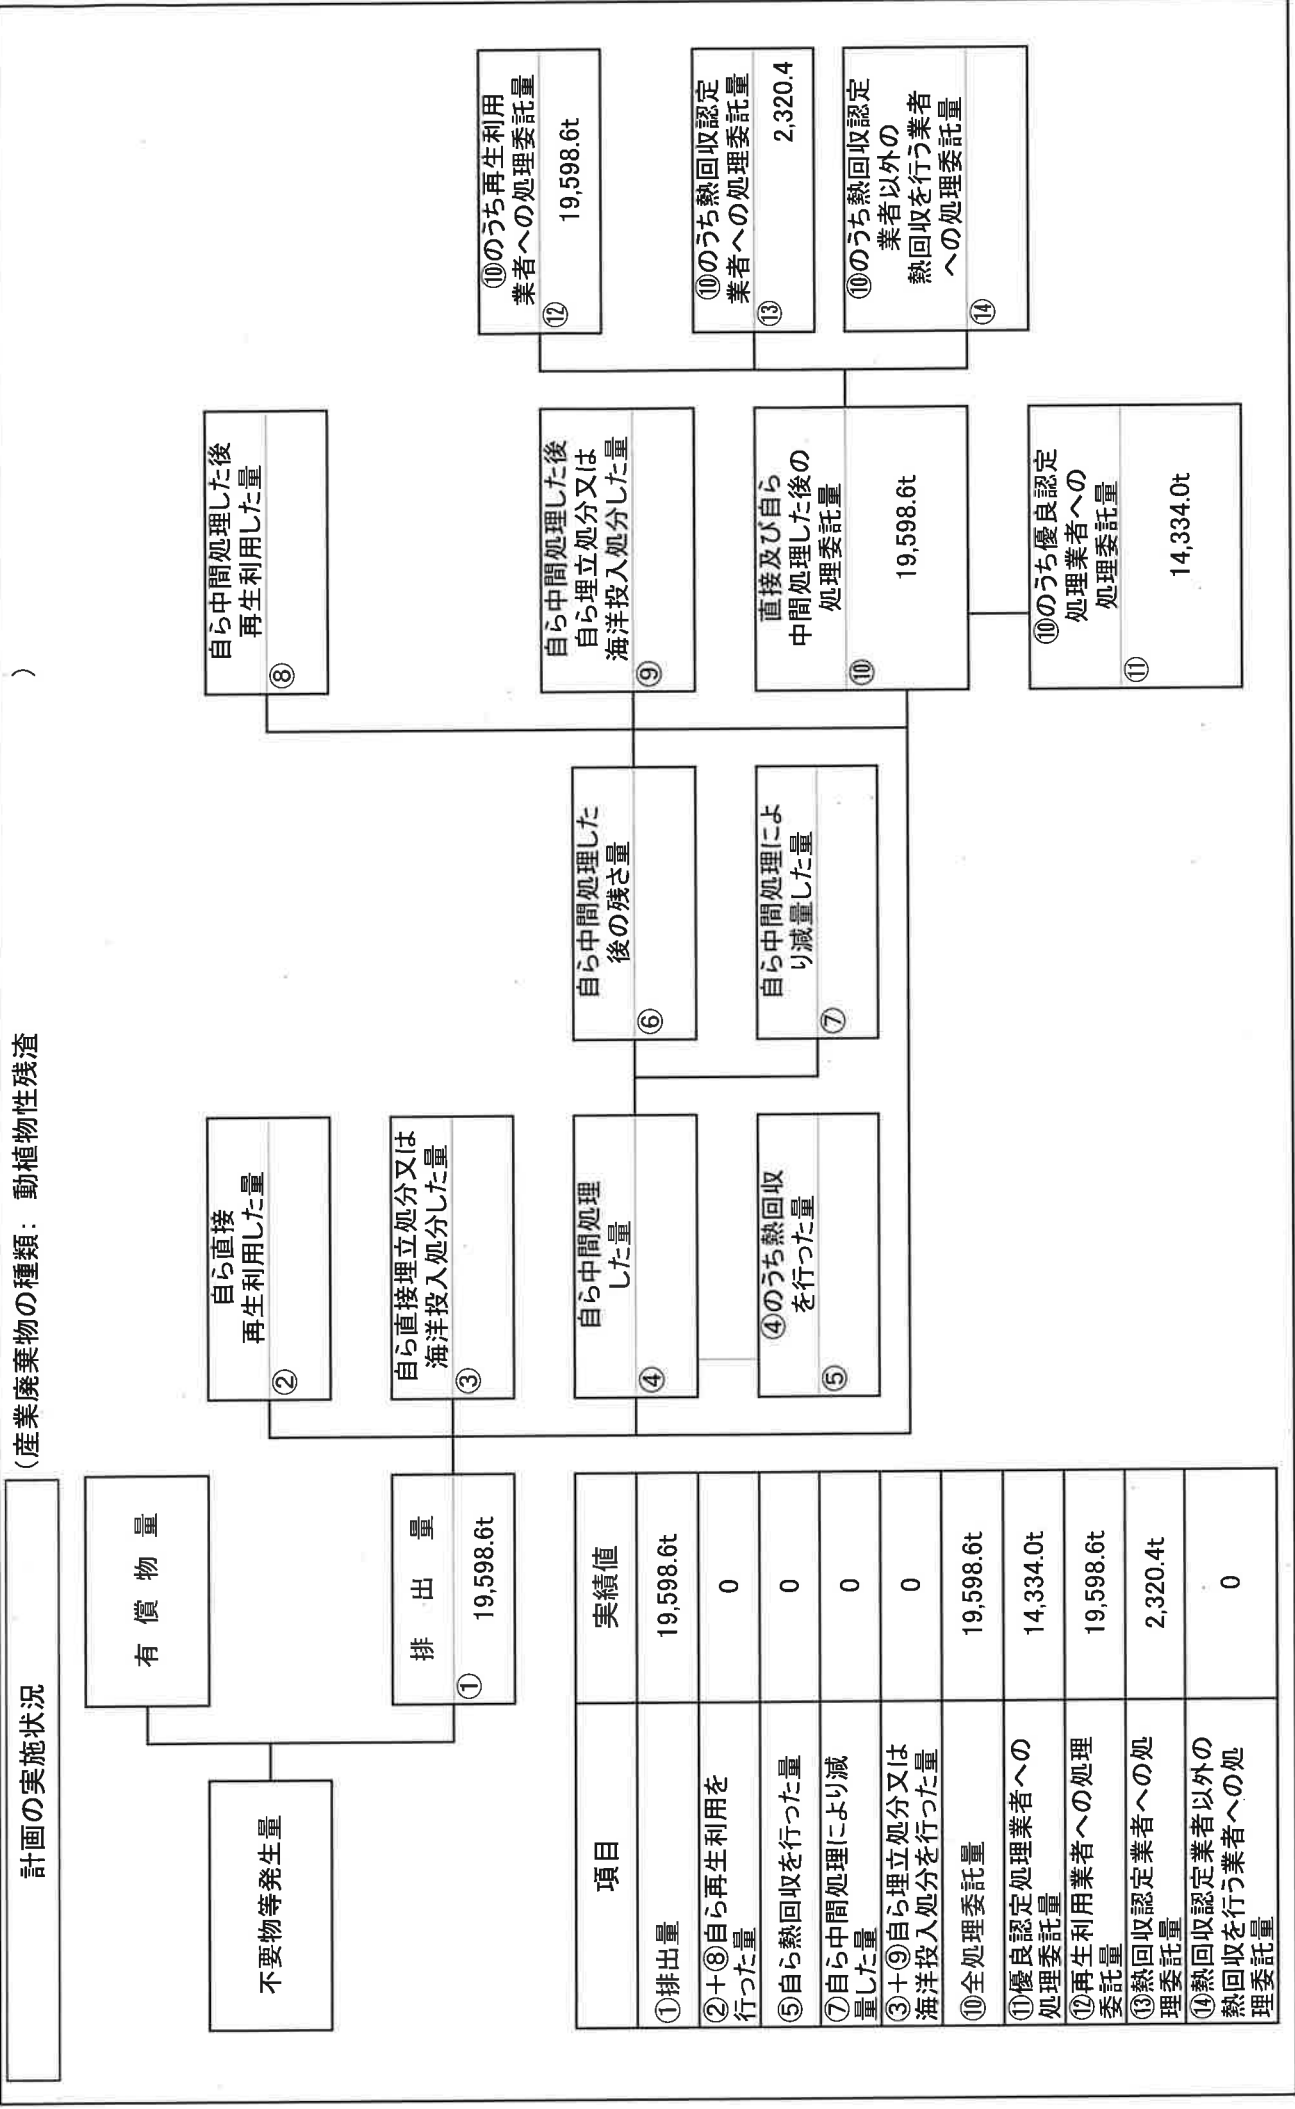 計画の実施状況
(産業廃棄物の種類： 動植物性残渣 )
不要物等発生量
有 償 物 量
排 出 量
①
19,598.6t
自ら直接
再生利用した量
②
自ら直接埋立処分又は
海洋投入処分した量
③
自ら中間処理
した量
④
④のうち熱回収
を行った量
⑤
自ら中間処理した
後の残さ量
⑥
自ら中間処理によ
り減量した量
⑦
自ら中間処理した後
再生利用した量
⑧
自ら中間処理した後
自ら埋立処分又は
海洋投入処分した量
⑨
直接及び自ら
中間処理した後の
処理委託量
⑩
19,598.6t
⑩のうち優良認定
処理業者への
処理委託量
⑪
14,334.0t
⑩のうち再生利用
業者への処理委託量
⑫
19,598.6t
⑩のうち熱回収認定
業者への処理委託量
⑬
2,320.4
⑩のうち熱回収認定
業者以外の
熱回収を行う業者
への処理委託量
⑭
項目 実績値
①排出量 19,598.6t
②＋⑧自ら再生利用を
行った量 0
⑤自ら熱回収を行った量 0
⑦自ら中間処理により減
量した量 0
③＋⑨自ら埋立処分又は
海洋投入処分を行った量 0
⑩全処理委託量 19,598.6t
⑪優良認定処理業者への
処理委託量 14,334.0t
⑫再生利用業者への処理
委託量 19,598.6t
⑬熱回収認定業者への処
理委託量 2,320.4t
⑭熱回収認定業者以外の
熱回収を行う業者への処
理委託量 0